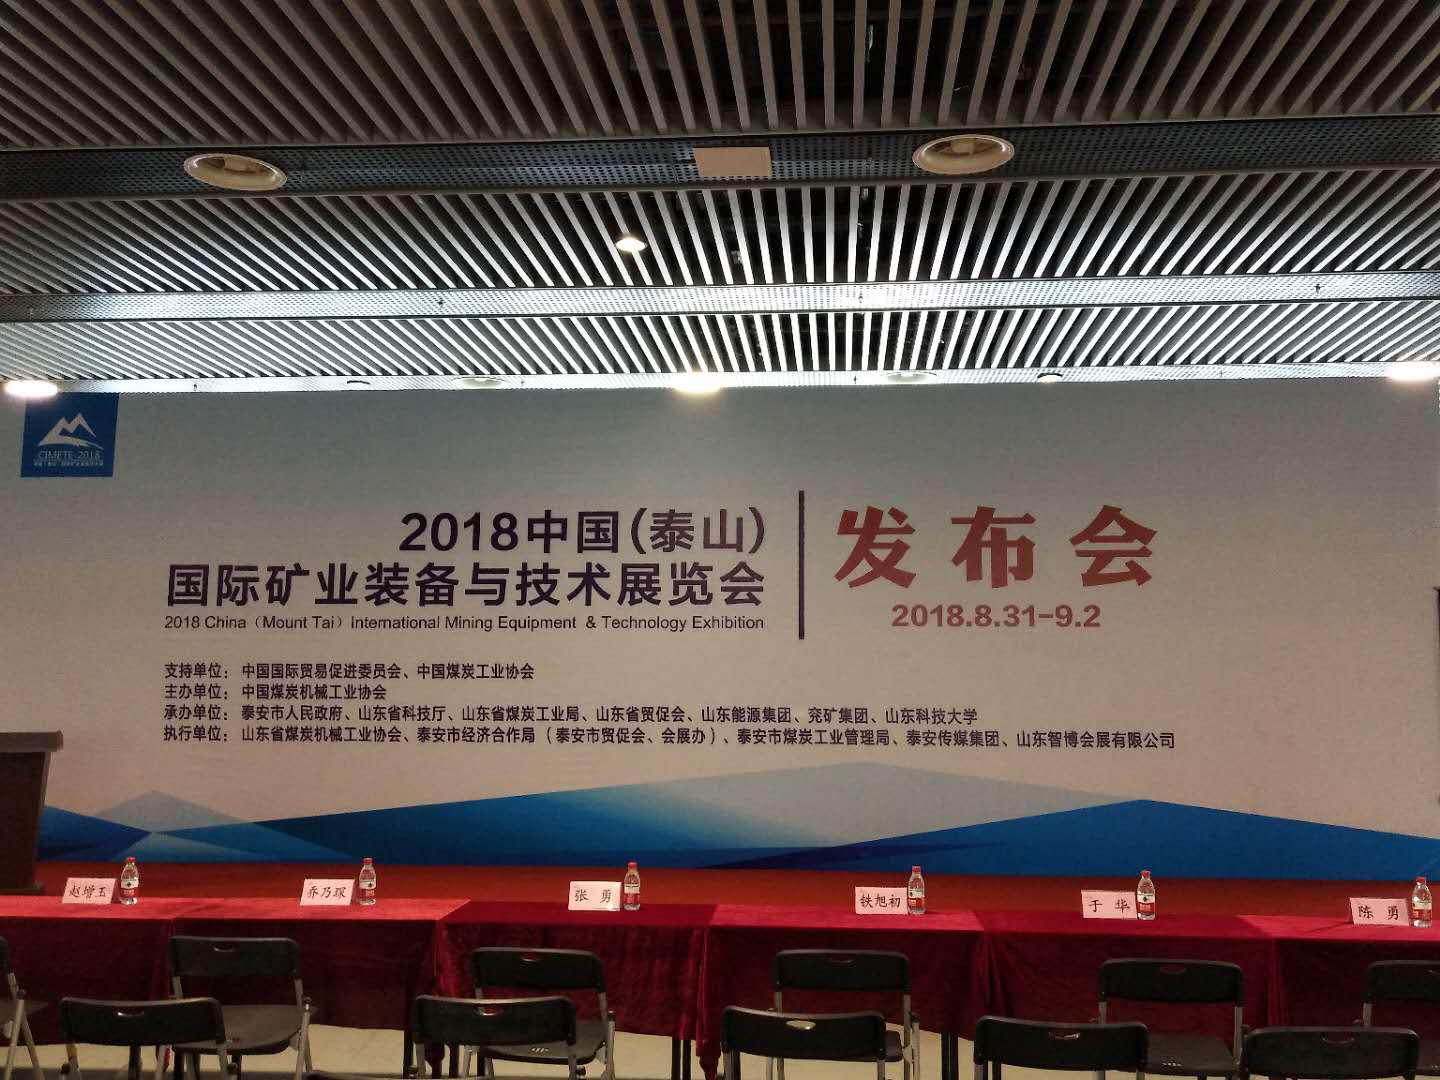 CIMETE-2018
2018中国(泰山)
国际矿业装备与技术展览会
2018 China（Mount Tai）International Mining Equipment & Technology Exhibition
发布会
2018.8.31-9.2
支持单位：中国国际贸易促进委员会、中国煤炭工业协会
主办单位：中国煤炭机械工业协会
承办单位：泰安市人民政府、山东省科技厅、山东省煤炭工业局、山东省贸促会、山东能源集团、兖矿集团、山东科技大学
执行单位：山东省煤炭机械工业协会、泰安市经济合作局（泰安市贸促会、会展办）、泰安市煤炭工业管理局、泰安传媒集团、山东智博会展有限公司
赵增玉
乔乃琛
张 勇
铁旭初
于 华
陈 勇